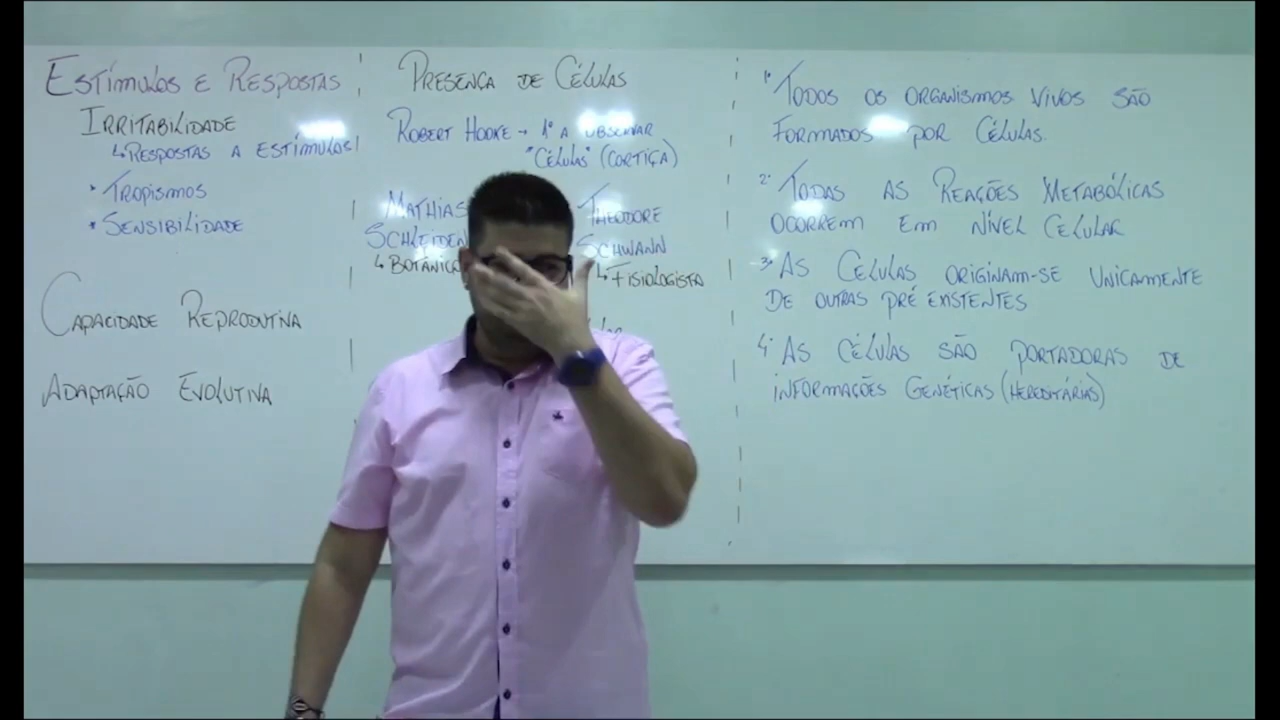 ESTÍMULOS E RESPOSTAS
IRRITABILIDADE
↳ RESPOSTAS A ESTÍMULOS
• TROPISMOS
• SENSIBILIDADE
CAPACIDADE REPRODUTIVA
ADAPTAÇÃO EVOLUTIVA
PRESENÇA DE CÉLULAS
ROBERT HOOKE → 1º A OBSERVAR
"CÉLULAS" (CORTIÇA)
MATHIAS
SCHLEIDEN
↳ BOTÂNICO
THEODORE
SCHWANN
↳ FISIOLOGISTA
1º TODOS OS ORGANISMOS VIVOS SÃO
FORMADOS POR CÉLULAS.
2º TODAS AS REAÇÕES METABÓLICAS
OCORREM EM NÍVEL CELULAR
3º AS CÉLULAS ORIGINAM-SE UNICAMENTE
DE OUTRAS PRÉ EXISTENTES
4º AS CÉLULAS SÃO PORTADORAS DE
INFORMAÇÕES GENÉTICAS (HEREDITÁRIAS)